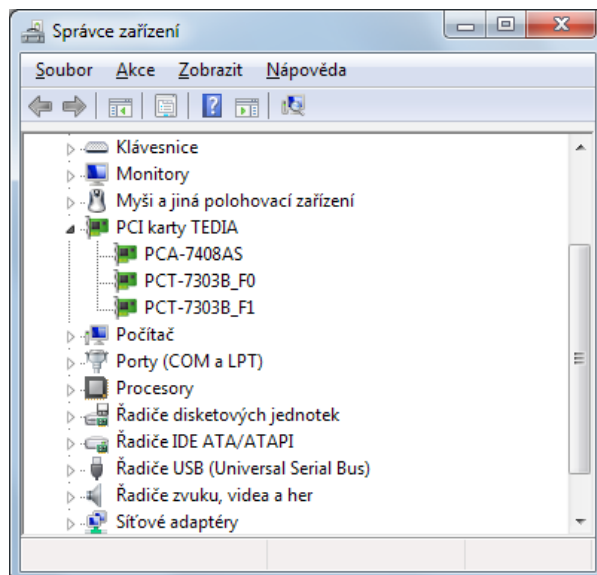 Správce zařízení
Soubor Akce Zobrazit Nápověda
Klávesnice
Monitory
Myši a jiná polohovací zařízení
PCI karty TEDIA
PCA-7408AS
PCT-7303B_F0
PCT-7303B_F1
Počítač
Porty (COM a LPT)
Procesory
Řadiče disketových jednotek
Řadiče IDE ATA/ATAPI
Řadiče USB (Universal Serial Bus)
Řadiče zvuku, videa a her
Síťové adaptéry